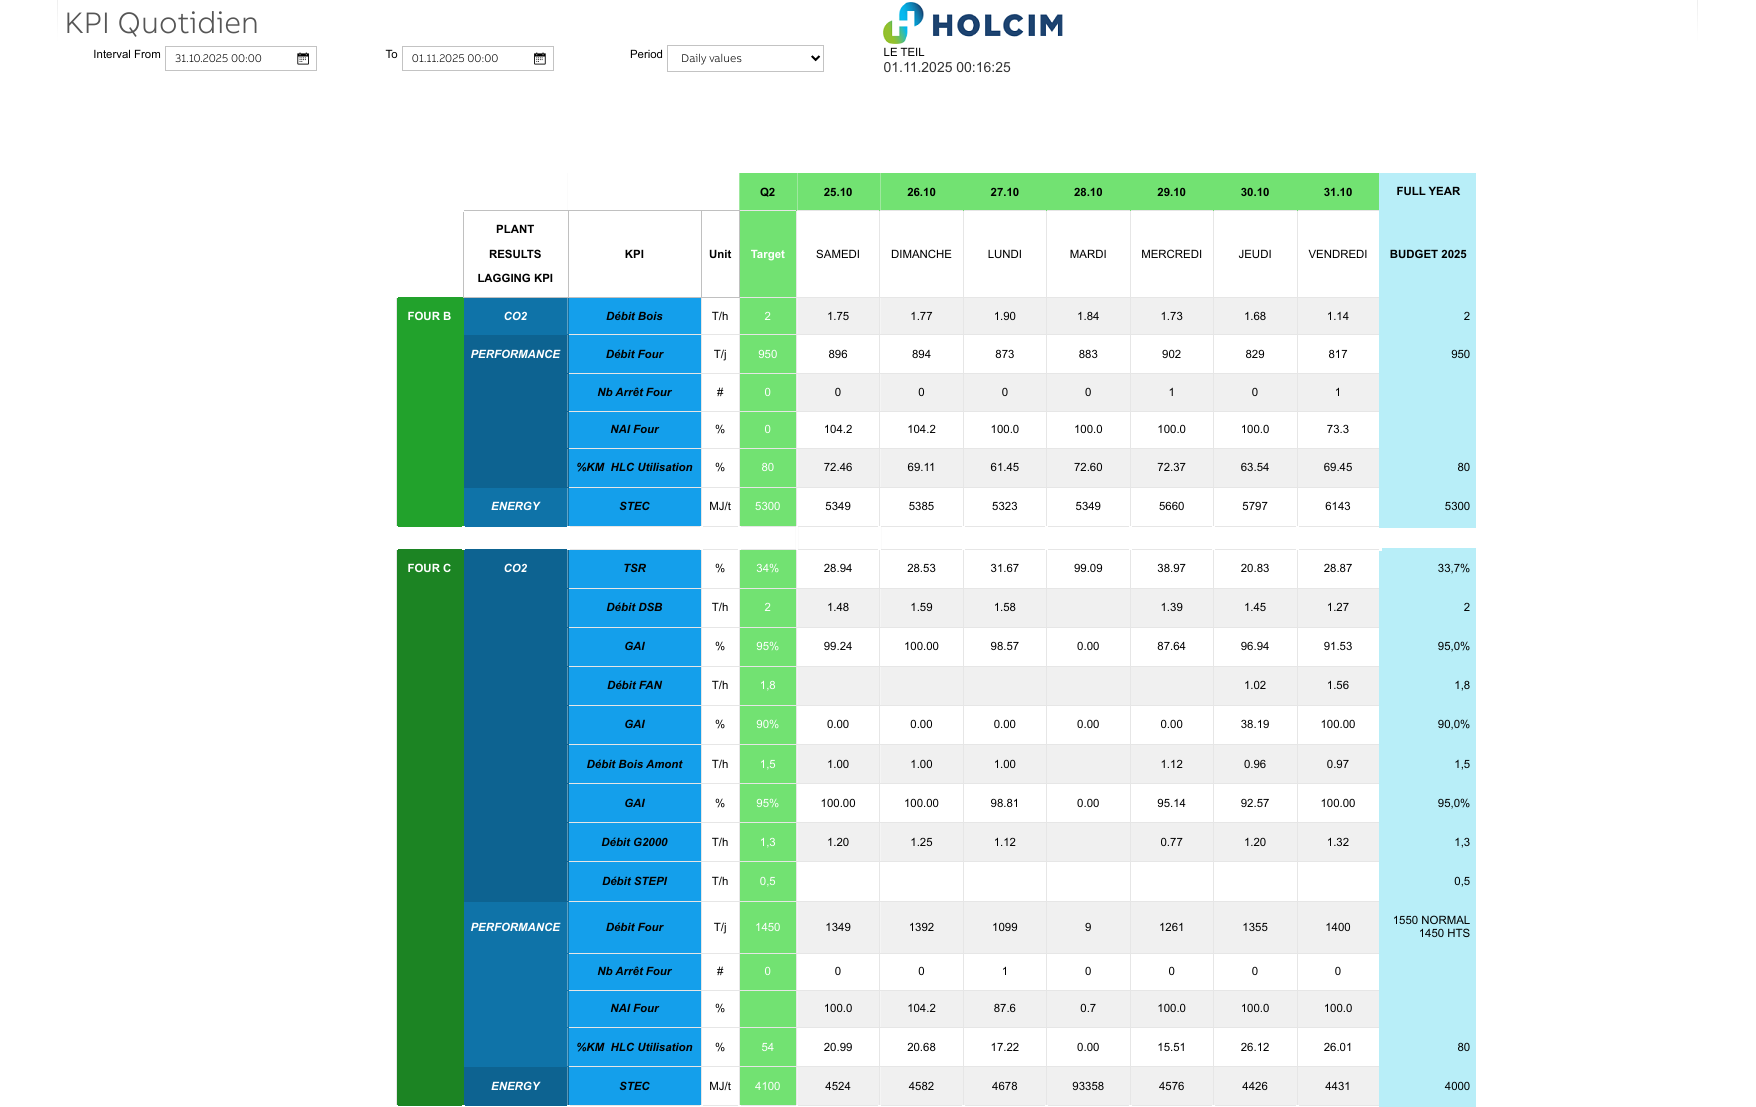 KPI Quotidien
HOLCIM
Interval From 31.10.2025 00:00 To 01.11.2025 00:00 Period Daily values
LE TEIL
01.11.2025 00:16:25
Q2 25.10 26.10 27.10 28.10 29.10 30.10 31.10 FULL YEAR
PLANT
RESULTS
LAGGING KPI
KPI Unit Target SAMEDI DIMANCHE LUNDI MARDI MERCREDI JEUDI VENDREDI BUDGET 2025
FOUR B CO2 Débit Bois T/h 2 1.75 1.77 1.90 1.84 1.73 1.68 1.14 2
PERFORMANCE Débit Four T/j 950 896 894 873 883 902 829 817 950
Nb Arrêt Four # 0 0 0 0 0 1 0 1
NAI Four % 0 104.2 104.2 100.0 100.0 100.0 100.0 73.3
%KM HLC Utilisation % 80 72.46 69.11 61.45 72.60 72.37 63.54 69.45 80
ENERGY STEC MJ/t 5300 5349 5385 5323 5349 5660 5797 6143 5300
FOUR C CO2 TSR % 34% 28.94 28.53 31.67 99.09 38.97 20.83 28.87 33,7%
Débit DSB T/h 2 1.48 1.59 1.58 1.39 1.45 1.27 2
GAI % 95% 99.24 100.00 98.57 0.00 87.64 96.94 91.53 95,0%
Débit FAN T/h 1,8 1.02 1.56 1,8
GAI % 90% 0.00 0.00 0.00 0.00 0.00 38.19 100.00 90,0%
Débit Bois Amont T/h 1,5 1.00 1.00 1.00 1.12 0.96 0.97 1,5
GAI % 95% 100.00 100.00 98.81 0.00 95.14 92.57 100.00 95,0%
Débit G2000 T/h 1,3 1.20 1.25 1.12 0.77 1.20 1.32 1,3
Débit STEPI T/h 0,5 0,5
PERFORMANCE Débit Four T/j 1450 1349 1392 1099 9 1261 1355 1400 1550 NORMAL
1450 HTS
Nb Arrêt Four # 0 0 0 1 0 0 0 0
NAI Four % 100.0 104.2 87.6 0.7 100.0 100.0 100.0
%KM HLC Utilisation % 54 20.99 20.68 17.22 0.00 15.51 26.12 26.01 80
ENERGY STEC MJ/t 4100 4524 4582 4678 93358 4576 4426 4431 4000